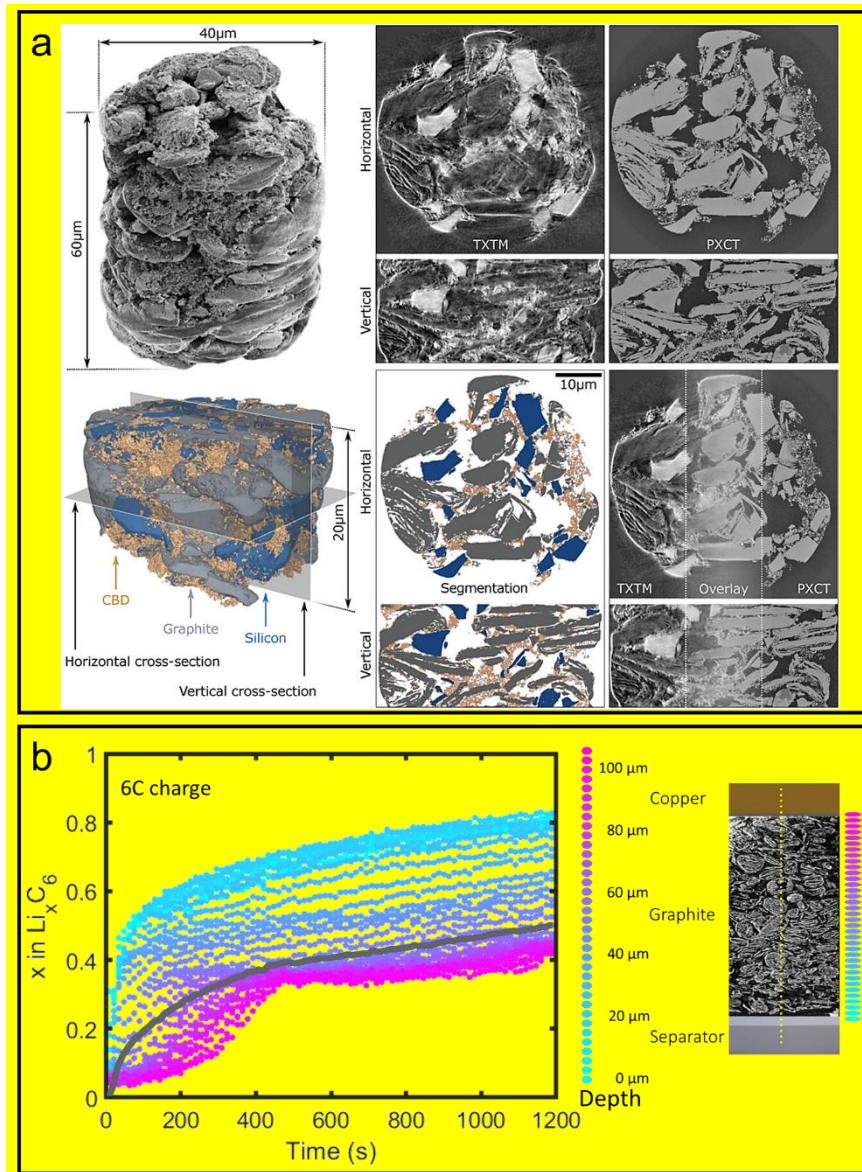 a
40µm
60µm
Horizontal
TXTM
PXCT
Vertical
20µm
CBD
Graphite
Silicon
Horizontal cross-section
Vertical cross-section
10µm
Horizontal
Segmentation
Vertical
TXTM
Overlay
PXCT
b
6C charge
x in LixC6
1
0.8
0.6
0.4
0.2
0
0 200 400 600 800 1000 1200
Time (s)
100 µm
80 µm
60 µm
40 µm
20 µm
0 µm
Depth
Copper
Graphite
Separator